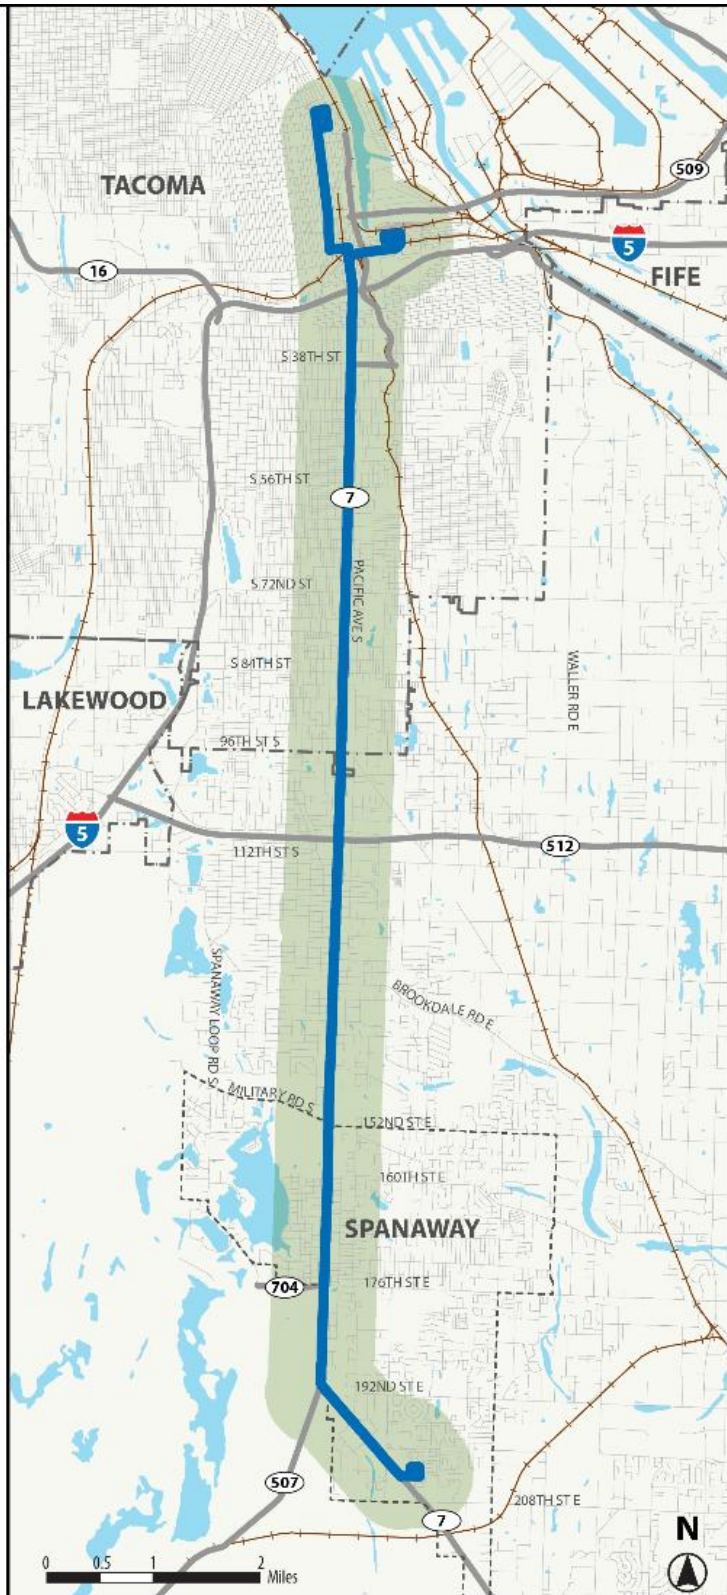 TACOMA
509
5
16
FIFE
S 38TH ST
S 56TH ST
7
S 72ND ST
PACIFIC AVE S
S 84TH ST
WALLER RD E
LAKEWOOD
96TH ST S
5
512
112TH ST S
SPANAWAY LOOP RD S
BROOKDALE RD E
MILITARY RD S
152ND ST E
160TH ST E
SPANAWAY
176TH ST E
704
192ND ST E
507
208TH ST E
7
N
0 0.5 1 2
Miles